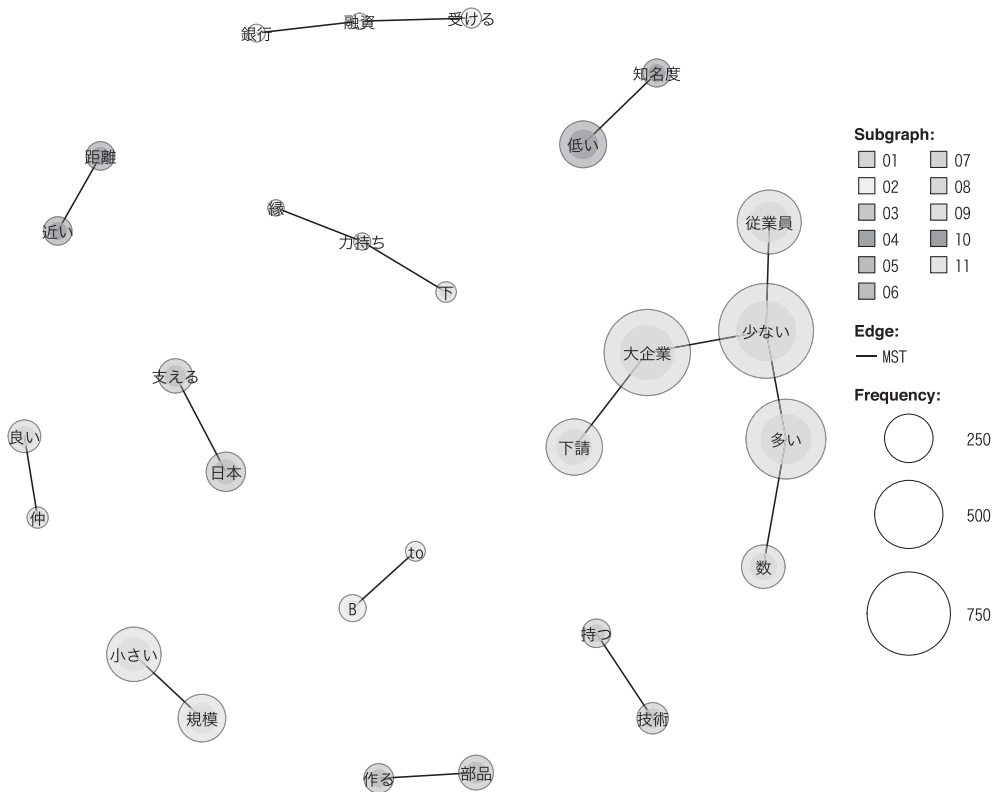 銀行
融資
受ける
知名度
低い
距離
近い
縁
力持ち
下
従業員
少ない
大企業
下請
多い
数
支える
日本
良い
仲
to
B
小さい
規模
持つ
技術
作る
部品
Subgraph:
01 07
02 08
03 09
04 10
05 11
06
Edge:
MST
Frequency:
250
500
750